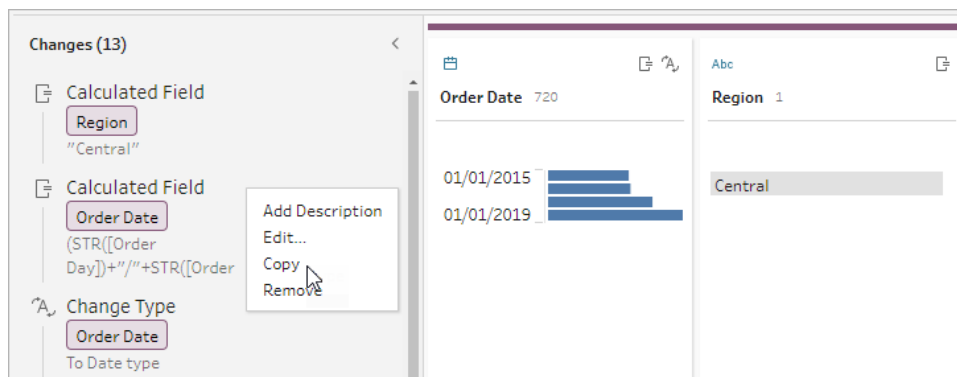 Changes (13)
Calculated Field
Region
"Central"
Calculated Field
Order Date
(STR([Order
Day])+"/"+STR([Order
Change Type
Order Date
To Date type
Add Description
Edit...
Copy
Remove
Order Date 720
01/01/2015
01/01/2019
Abc
Region 1
Central